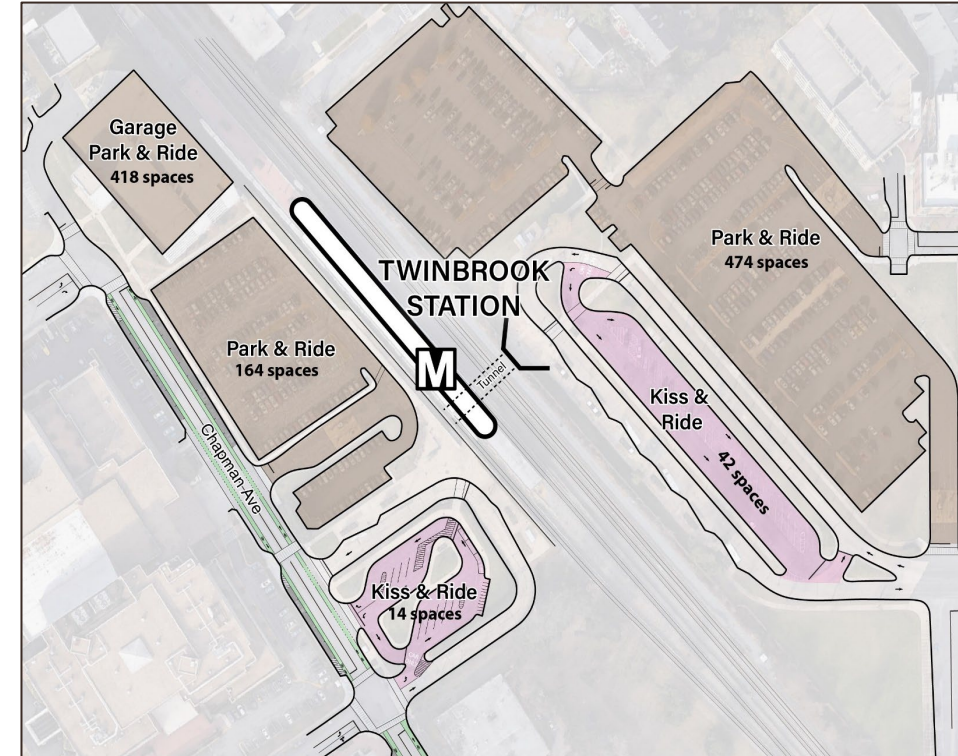 Garage
Park & Ride
418 spaces
TWINBROOK
STATION
Park & Ride
474 spaces
Park & Ride
164 spaces
M
Tunnel
Kiss &
Ride
42 spaces
Chapman Ave
Kiss & Ride
14 spaces